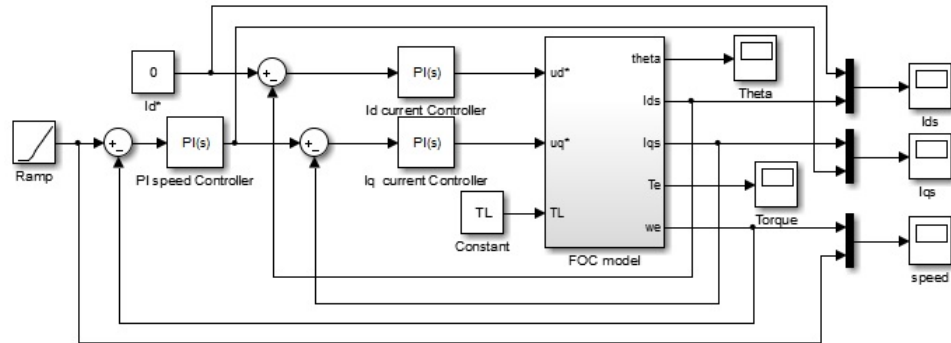 0
Id*
+
−
PI(s)
Id current Controller
ud*
theta
Theta
Ids
Ids
Ramp
+
−
PI(s)
PI speed Controller
+
−
PI(s)
Iq current Controller
uq*
Iqs
Iqs
TL
Constant
TL
Te
Torque
we
FOC model
speed